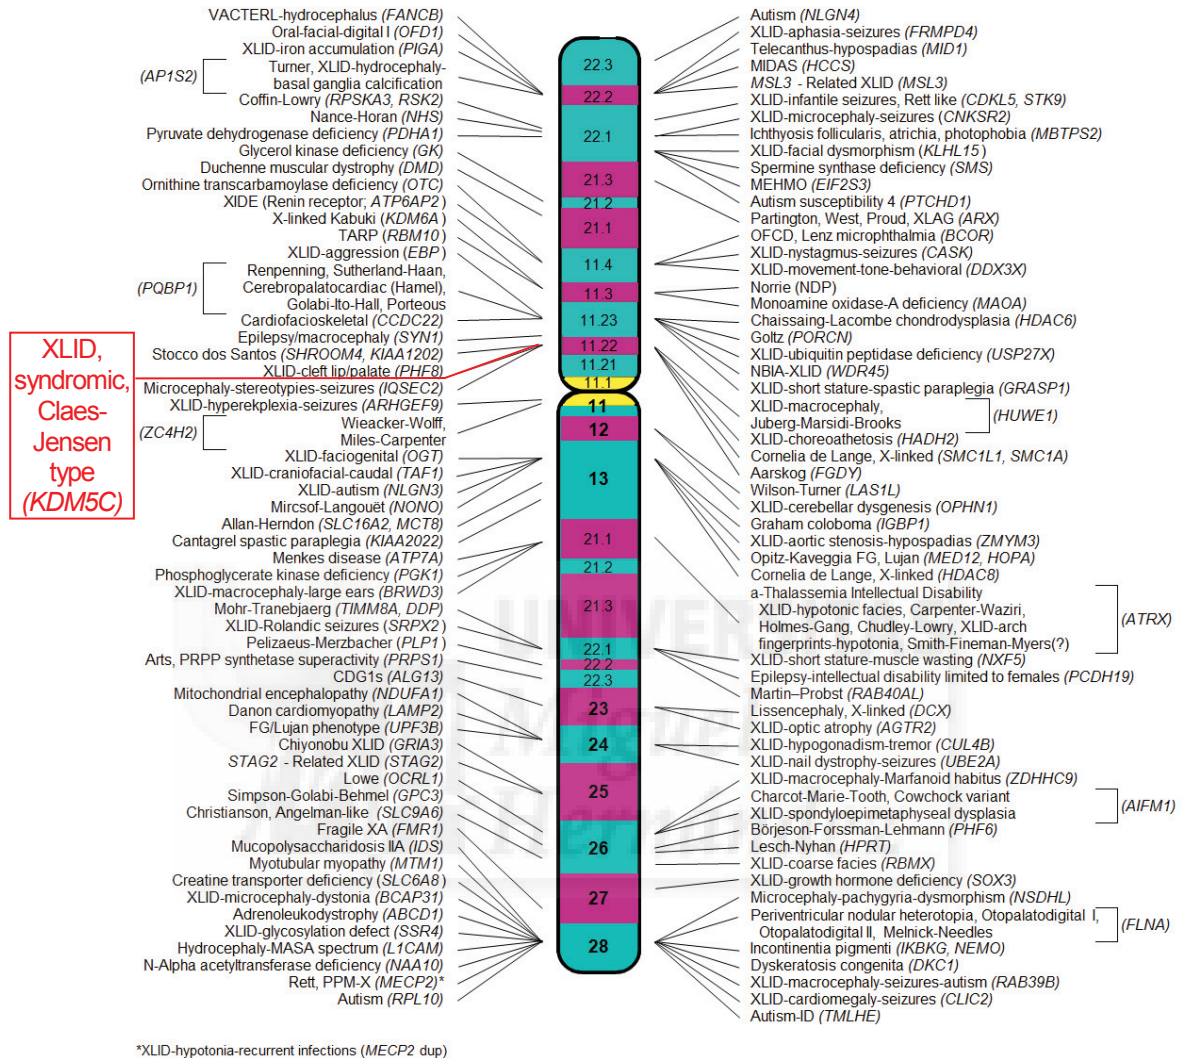 VACTERL-hydrocephalus (FANCB)
Oral-facial-digital I (OFD1)
XLID-iron accumulation (PIGA)
(AP1S2)
Turner, XLID-hydrocephaly-
basal ganglia calcification
Coffin-Lowry (RPSKA3, RSK2)
Nance-Horan (NHS)
Pyruvate dehydrogenase deficiency (PDHA1)
Glycerol kinase deficiency (GK)
Duchenne muscular dystrophy (DMD)
Ornithine transcarbamoylase deficiency (OTC)
XIDE (Renin receptor; ATP6AP2)
X-linked Kabuki (KDM6A)
TARP (RBM10)
XLID-aggression (EBP)
(PQBP1)
Renpenning, Sutherland-Haan,
Cerebropalatocardiac (Hamel),
Golabi-Ito-Hall, Porteous
Cardiofacioskeletal (CCDC22)
Epilepsy/macrocephaly (SYN1)
Stocco dos Santos (SHROOM4, KIAA1202)
XLID-cleft lip/palate (PHF8)
Microcephaly-stereotypies-seizures (IQSEC2)
XLID-hyperekplexia-seizures (ARHGEF9)
(ZC4H2)
Wieacker-Wolff,
Miles-Carpenter
XLID-faciogenital (OGT)
XLID-craniofacial-caudal (TAF1)
XLID-autism (NLGN3)
Mircsof-Langouët (NONO)
Allan-Herndon (SLC16A2, MCT8)
Cantagrel spastic paraplegia (KIAA2022)
Menkes disease (ATP7A)
Phosphoglycerate kinase deficiency (PGK1)
XLID-macrocephaly-large ears (BRWD3)
Mohr-Tranebjaerg (TIMM8A, DDP)
XLID-Rolandic seizures (SRPX2)
Pelizaeus-Merzbacher (PLP1)
Arts, PRPP synthetase superactivity (PRPS1)
CDG1s (ALG13)
Mitochondrial encephalopathy (NDUFA1)
Danon cardiomyopathy (LAMP2)
FG/Lujan phenotype (UPF3B)
Chiyonobu XLID (GRIA3)
STAG2 - Related XLID (STAG2)
Lowe (OCRL1)
Simpson-Golabi-Behmel (GPC3)
Christianson, Angelman-like (SLC9A6)
Fragile XA (FMR1)
Mucopolysaccharidosis IIA (IDS)
Myotubular myopathy (MTM1)
Creatine transporter deficiency (SLC6A8)
XLID-microcephaly-dystonia (BCAP31)
Adrenoleukodystrophy (ABCD1)
XLID-glycosylation defect (SSR4)
Hydrocephaly-MASA spectrum (L1CAM)
N-Alpha acetyltransferase deficiency (NAA10)
Rett, PPM-X (MECP2)*
Autism (RPL10)
*XLID-hypotonia-recurrent infections (MECP2 dup)
XLID,
syndromic,
Claes-
Jensen
type
(KDM5C)
22.3
22.2
22.1
21.3
21.2
21.1
11.4
11.3
11.23
11.22
11.21
11.1
11
12
13
21.1
21.2
21.3
22.1
22.2
22.3
23
24
25
26
27
28
Autism (NLGN4)
XLID-aphasia-seizures (FRMPD4)
Telecanthus-hypospadias (MID1)
MIDAS (HCCS)
MSL3 - Related XLID (MSL3)
XLID-infantile seizures, Rett like (CDKL5, STK9)
XLID-microcephaly-seizures (CNKSR2)
Ichthyosis follicularis, atrichia, photophobia (MBTPS2)
XLID-facial dysmorphism (KLHL15)
Spermine synthase deficiency (SMS)
MEHMO (EIF2S3)
Autism susceptibility 4 (PTCHD1)
Partington, West, Proud, XLAG (ARX)
OFCD, Lenz microphthalmia (BCOR)
XLID-nystagmus-seizures (CASK)
XLID-movement-tone-behavioral (DDX3X)
Norrie (NDP)
Monoamine oxidase-A deficiency (MAOA)
Chaissaing-Lacombe chondrodysplasia (HDAC6)
Goltz (PORCN)
XLID-ubiquitin peptidase deficiency (USP27X)
NBIA-XLID (WDR45)
XLID-short stature-spastic paraplegia (GRASP1)
XLID-macrocephaly,
Juberg-Marsidi-Brooks
(HUWE1)
XLID-choreoathetosis (HADH2)
Cornelia de Lange, X-linked (SMC1L1, SMC1A)
Aarskog (FGDY)
Wilson-Turner (LAS1L)
XLID-cerebellar dysgenesis (OPHN1)
Graham coloboma (IGBP1)
XLID-aortic stenosis-hypospadias (ZMYM3)
Opitz-Kaveggia FG, Lujan (MED12, HOPA)
Cornelia de Lange, X-linked (HDAC8)
a-Thalassemia Intellectual Disability
XLID-hypotonic facies, Carpenter-Waziri,
Holmes-Gang, Chudley-Lowry, XLID-arch
fingerprints-hypotonia, Smith-Fineman-Myers(?)
(ATRX)
XLID-short stature-muscle wasting (NXF5)
Epilepsy-intellectual disability limited to females (PCDH19)
Martin–Probst (RAB40AL)
Lissencephaly, X-linked (DCX)
XLID-optic atrophy (AGTR2)
XLID-hypogonadism-tremor (CUL4B)
XLID-nail dystrophy-seizures (UBE2A)
XLID-macrocephaly-Marfanoid habitus (ZDHHC9)
Charcot-Marie-Tooth, Cowchock variant
XLID-spondyloepimetaphyseal dysplasia
(AIFM1)
Börjeson-Forssman-Lehmann (PHF6)
Lesch-Nyhan (HPRT)
XLID-coarse facies (RBMX)
XLID-growth hormone deficiency (SOX3)
Microcephaly-pachygyria-dysmorphism (NSDHL)
Periventricular nodular heterotopia, Otopalatodigital I,
Otopalatodigital II, Melnick-Needles
(FLNA)
Incontinentia pigmenti (IKBKG, NEMO)
Dyskeratosis congenita (DKC1)
XLID-macrocephaly-seizures-autism (RAB39B)
XLID-cardiomegaly-seizures (CLIC2)
Autism-ID (TMLHE)
UNIVERSITAS
Miguel
Hernández